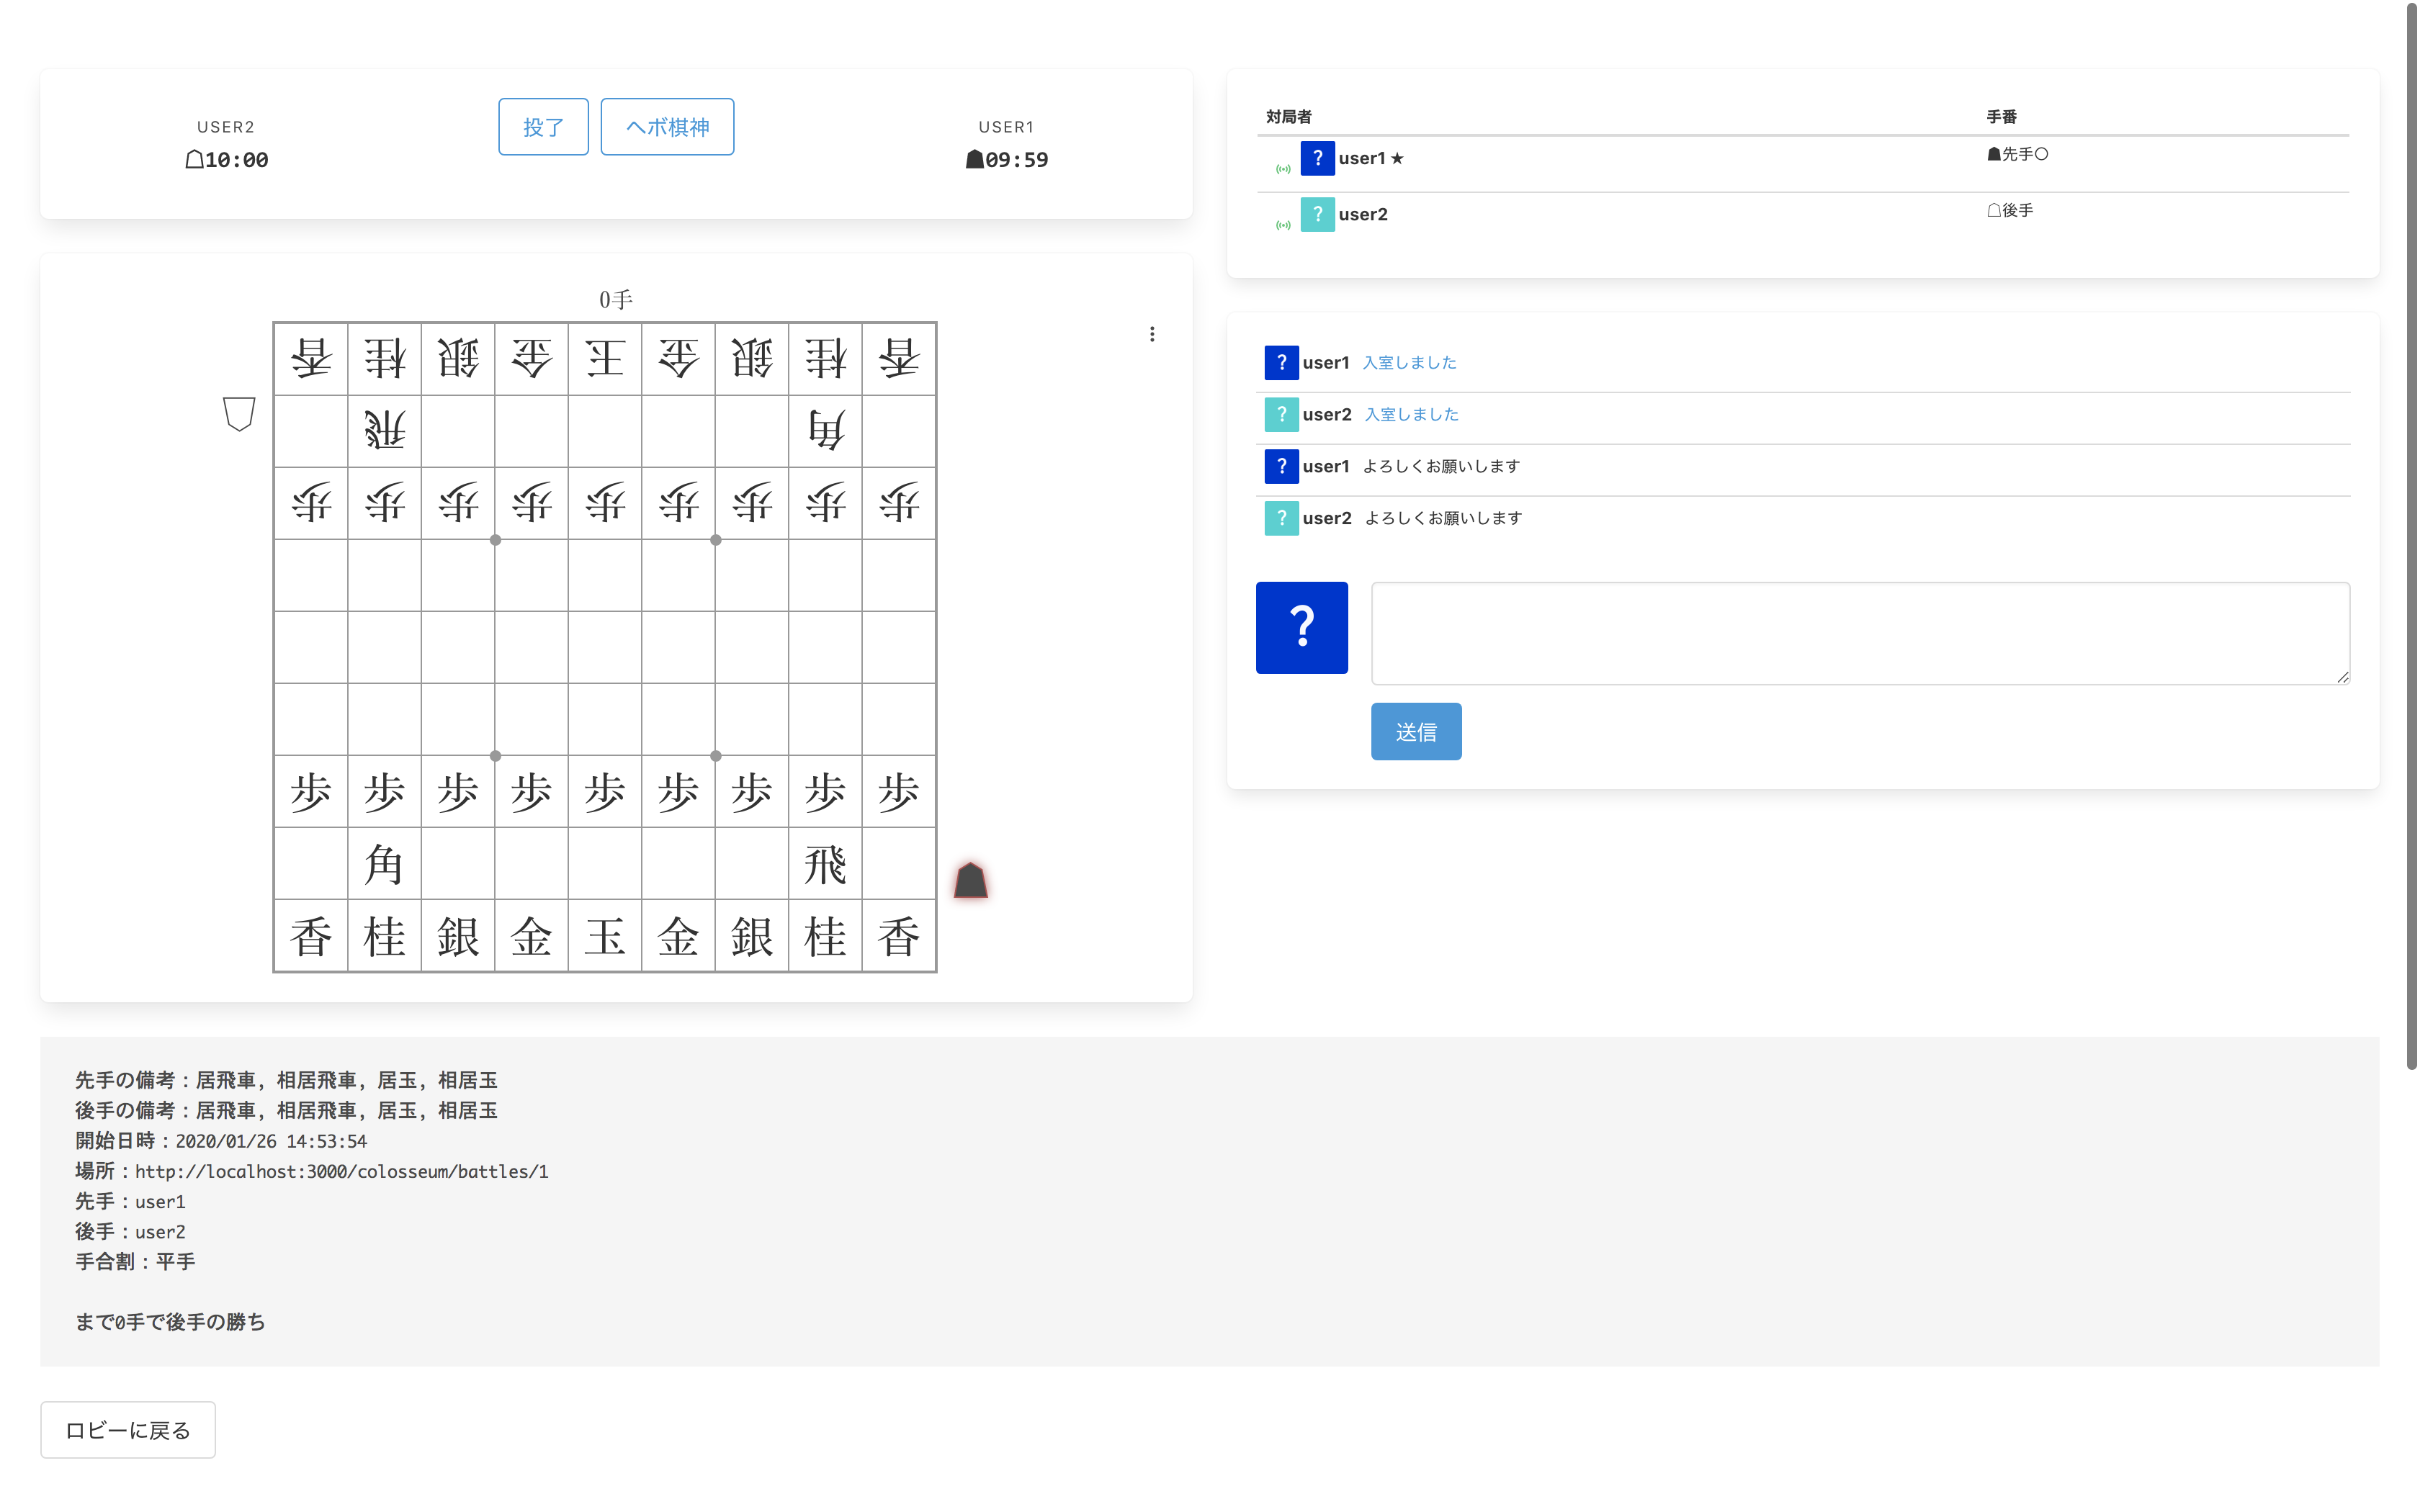 USER2
☖10:00
投了
ヘボ棋神
USER1
☗09:59
0手
香桂銀金王金銀桂香
飛角
歩歩歩歩歩歩歩歩歩
歩歩歩歩歩歩歩歩歩
角飛
香桂銀金玉金銀桂香
対局者 手番
? user1 ★ ☗先手○
? user2 ☖後手
? user1 入室しました
? user2 入室しました
? user1 よろしくお願いします
? user2 よろしくお願いします
?
送信
先手の備考：居飛車, 相居飛車, 居玉, 相居玉
後手の備考：居飛車, 相居飛車, 居玉, 相居玉
開始日時：2020/01/26 14:53:54
場所：http://localhost:3000/colosseum/battles/1
先手：user1
後手：user2
手合割：平手
まで0手で後手の勝ち
ロビーに戻る